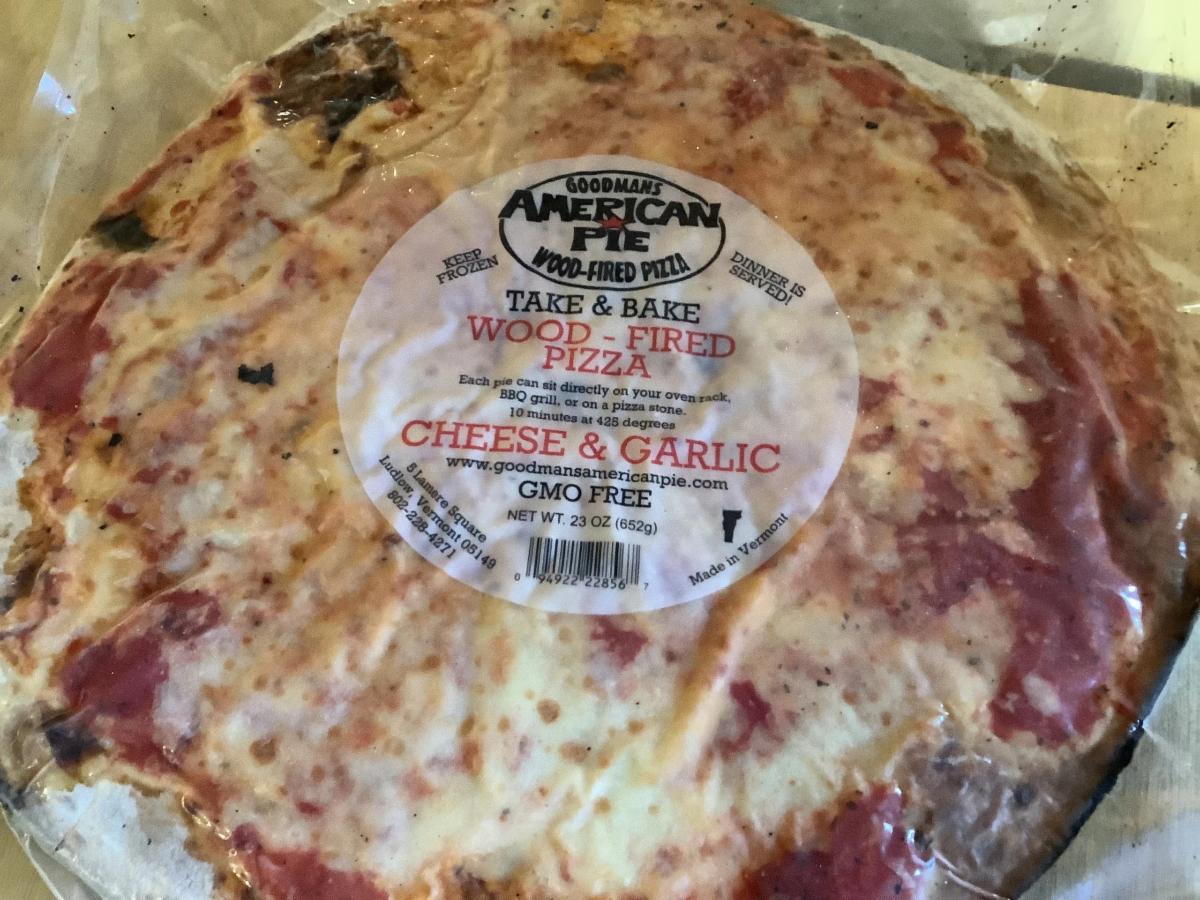 GOODMANS
AMERICAN
PIE
WOOD-FIRED PIZZA
KEEP
FROZEN
DINNER IS
SERVED!
TAKE & BAKE
WOOD - FIRED
PIZZA
Each pie can sit directly on your oven rack,
BBQ grill, or on a pizza stone.
10 minutes at 425 degrees
CHEESE & GARLIC
www.goodmansamericanpie.com
GMO FREE
NET WT. 23 OZ (652g)
5 Lamere Square
Ludlow, Vermont 05149
802-228-4271
Made in Vermont
0 94922 22856 7